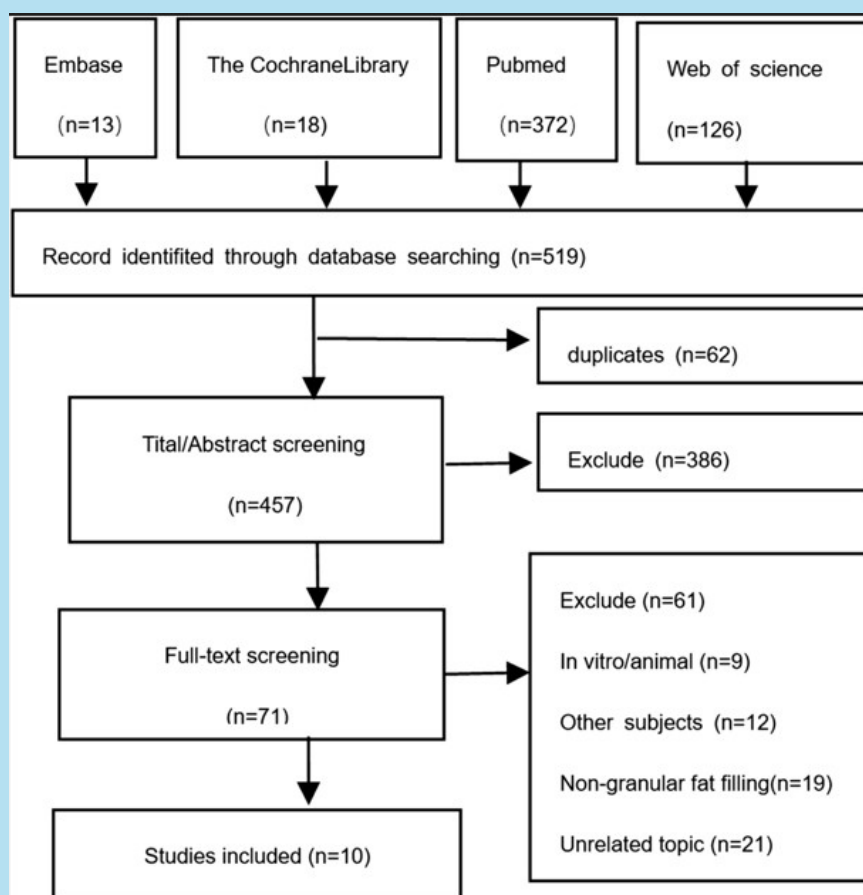 Embase
(n=13)
The CochraneLibrary
(n=18)
Pubmed
(n=372)
Web of science
(n=126)
Record identifited through database searching (n=519)
duplicates (n=62)
Tital/Abstract screening
(n=457)
Exclude (n=386)
Full-text screening
(n=71)
Exclude (n=61)
In vitro/animal (n=9)
Other subjects (n=12)
Non-granular fat filling(n=19)
Unrelated topic (n=21)
Studies included (n=10)